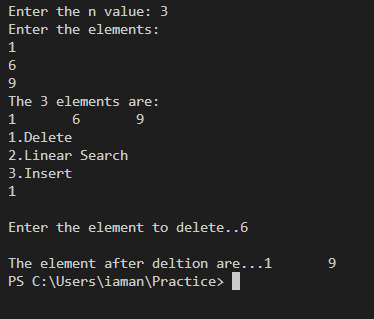 Enter the n value: 3
Enter the elements:
1
6
9
The 3 elements are:
1 6 9
1.Delete
2.Linear Search
3.Insert
1
Enter the element to delete..6
The element after deltion are...1 9
PS C:\Users\iaman\Practice>